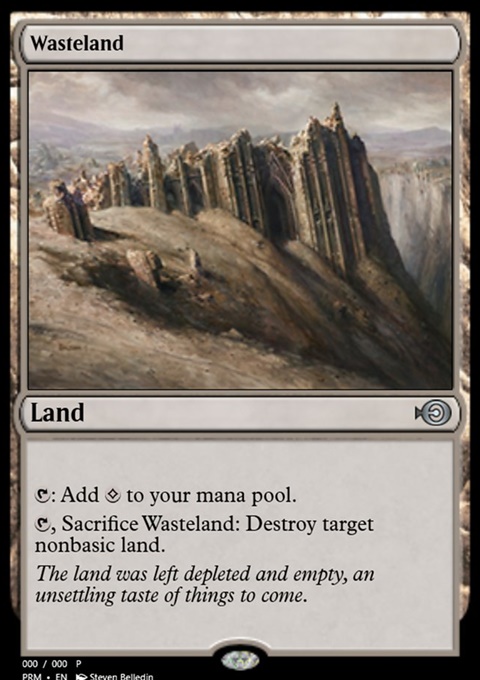 Wasteland
Land
: Add to your mana pool.
, Sacrifice Wasteland: Destroy target
nonbasic land.
The land was left depleted and empty, an
unsettling taste of things to come.
000 / 000 P
PRM • EN Steven Belledin